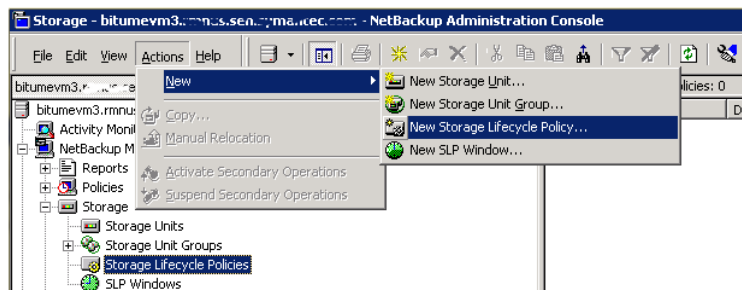 Storage - bitumevm3. - NetBackup Administration Console
File Edit View Actions Help
bitumevm3. licies: 0
New
New Storage Unit...
bitumevm3.rmnus
Copy...
New Storage Unit Group...
D
Activity Monit
Manual Relocation
New Storage Lifecycle Policy...
NetBackup M
New SLP Window...
Reports
Activate Secondary Operations
Policies
Suspend Secondary Operations
Storage
Storage Units
Storage Unit Groups
Storage Lifecycle Policies
SLP Windows